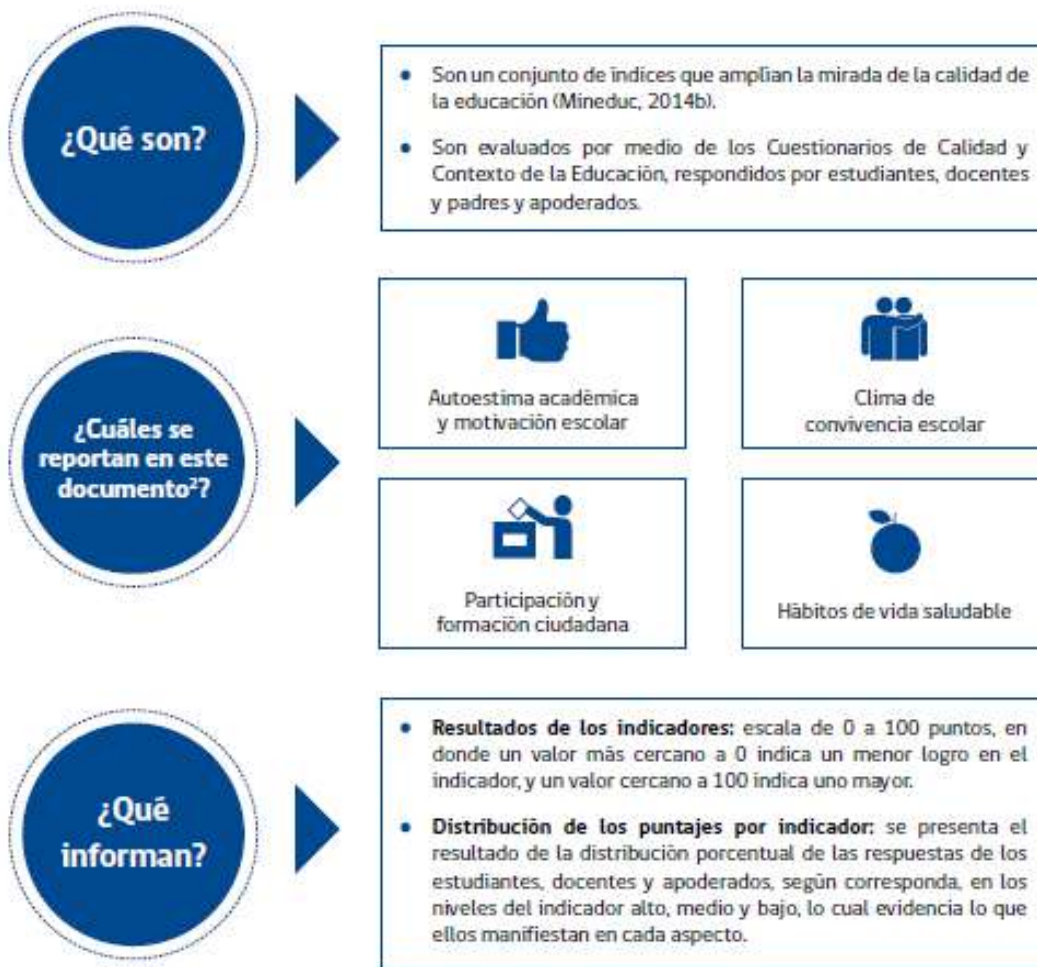 ¿Qué son?
● Son un conjunto de índices que amplían la mirada de la calidad de
la educación (Mineduc, 2014b).
● Son evaluados por medio de los Cuestionarios de Calidad y
Contexto de la Educación, respondidos por estudiantes, docentes
y padres y apoderados.
¿Cuáles se
reportan en este
documento²?
Autoestima académica
y motivación escolar
Clima de
convivencia escolar
Participación y
formación ciudadana
Hábitos de vida saludable
¿Qué
informan?
● Resultados de los indicadores: escala de 0 a 100 puntos, en
donde un valor más cercano a 0 indica un menor logro en el
indicador, y un valor cercano a 100 indica uno mayor.
● Distribución de los puntajes por indicador: se presenta el
resultado de la distribución porcentual de las respuestas de los
estudiantes, docentes y apoderados, según corresponda, en los
niveles del indicador alto, medio y bajo, lo cual evidencia lo que
ellos manifiestan en cada aspecto.